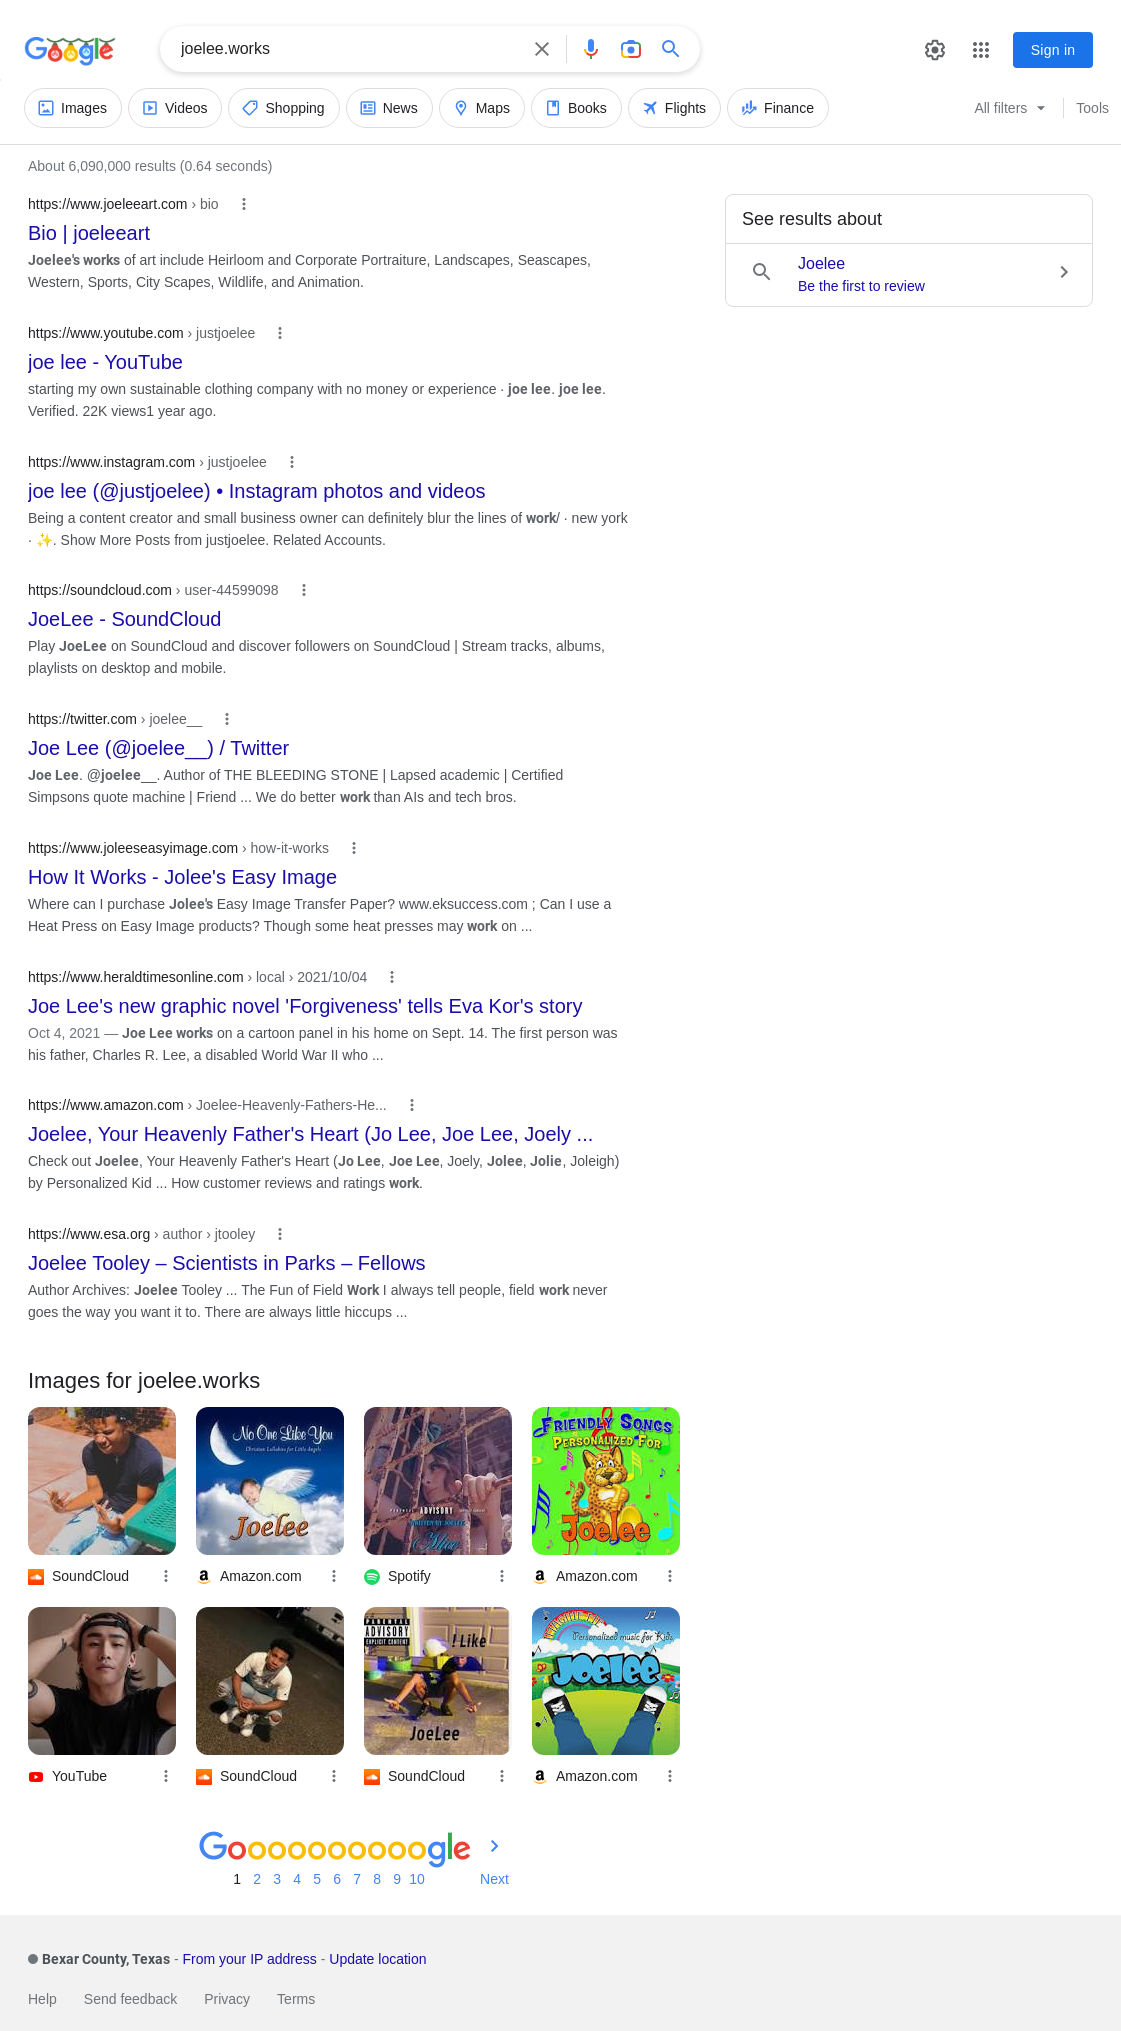 Google
joelee.works
Sign in
Images
Videos
Shopping
News
Maps
Books
Flights
Finance
All filters
Tools
About 6,090,000 results (0.64 seconds)
https://www.joeleeart.com › bio
Bio | joeleeart
Joelee's works of art include Heirloom and Corporate Portraiture, Landscapes, Seascapes,
Western, Sports, City Scapes, Wildlife, and Animation.
See results about
Joelee
Be the first to review
https://www.youtube.com › justjoelee
joe lee - YouTube
starting my own sustainable clothing company with no money or experience · joe lee. joe lee.
Verified. 22K views1 year ago.
https://www.instagram.com › justjoelee
joe lee (@justjoelee) • Instagram photos and videos
Being a content creator and small business owner can definitely blur the lines of work/ · new york
· ✨. Show More Posts from justjoelee. Related Accounts.
https://soundcloud.com › user-44599098
JoeLee - SoundCloud
Play JoeLee on SoundCloud and discover followers on SoundCloud | Stream tracks, albums,
playlists on desktop and mobile.
https://twitter.com › joelee__
Joe Lee (@joelee__) / Twitter
Joe Lee. @joelee__. Author of THE BLEEDING STONE | Lapsed academic | Certified
Simpsons quote machine | Friend ... We do better work than AIs and tech bros.
https://www.joleeseasyimage.com › how-it-works
How It Works - Jolee's Easy Image
Where can I purchase Jolee's Easy Image Transfer Paper? www.eksuccess.com ; Can I use a
Heat Press on Easy Image products? Though some heat presses may work on ...
https://www.heraldtimesonline.com › local › 2021/10/04
Joe Lee's new graphic novel 'Forgiveness' tells Eva Kor's story
Oct 4, 2021 — Joe Lee works on a cartoon panel in his home on Sept. 14. The first person was
his father, Charles R. Lee, a disabled World War II who ...
https://www.amazon.com › Joelee-Heavenly-Fathers-He...
Joelee, Your Heavenly Father's Heart (Jo Lee, Joe Lee, Joely ...
Check out Joelee, Your Heavenly Father's Heart (Jo Lee, Joe Lee, Joely, Jolee, Jolie, Joleigh)
by Personalized Kid ... How customer reviews and ratings work.
https://www.esa.org › author › jtooley
Joelee Tooley – Scientists in Parks – Fellows
Author Archives: Joelee Tooley ... The Fun of Field Work I always tell people, field work never
goes the way you want it to. There are always little hiccups ...
Images for joelee.works
No One Like You
Christian Lullabies for Little Angels
Joelee
ADVISORY
WRITTEN BY JOELEE
FRIENDLY SONGS
PERSONALIZED FOR
Joelee
SoundCloud
Amazon.com
Spotify
Amazon.com
PARENTAL
ADVISORY
EXPLICIT CONTENT
! Like
JoeLee
Personalized music for Kids
JOELEE
YouTube
SoundCloud
SoundCloud
Amazon.com
Goooooooooogle
1 2 3 4 5 6 7 8 9 10 Next
Bexar County, Texas - From your IP address - Update location
Help
Send feedback
Privacy
Terms